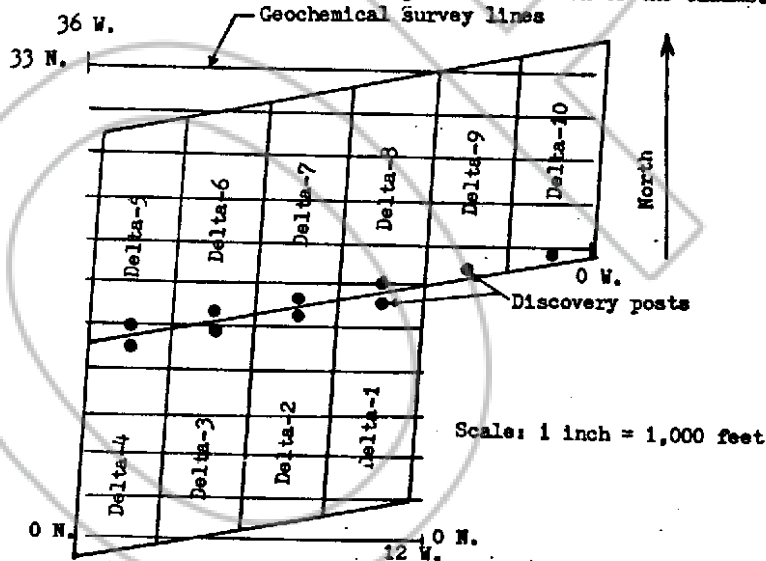 Geochemical survey lines
36 W.
33 N.
Delta-10
Delta-9
Delta-8
Delta-7
Delta-6
Delta-5
North
0 W.
Discovery posts
Delta-1
Delta-2
Delta-3
Delta-4
Scale: 1 inch = 1,000 feet
0 N.
0 N.
12 W.